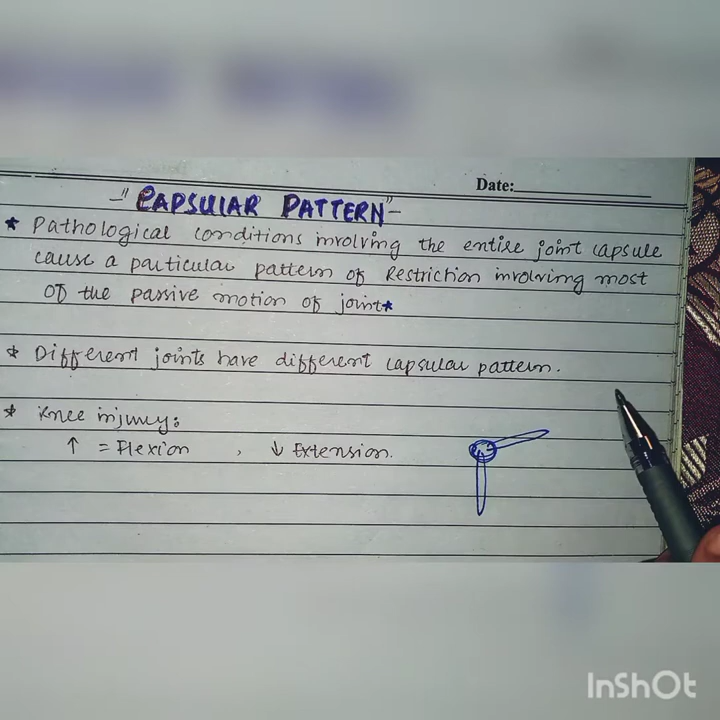 Date:
"CAPSULAR PATTERN"
* Pathological conditions involving the entire joint capsule
cause a particular pattern of Restriction involving most
of the passive motion of joint*
* Different joints have different capsular pattern.
* Knee injury:
↑ = Flexion , ↓ Extension.
InShOt